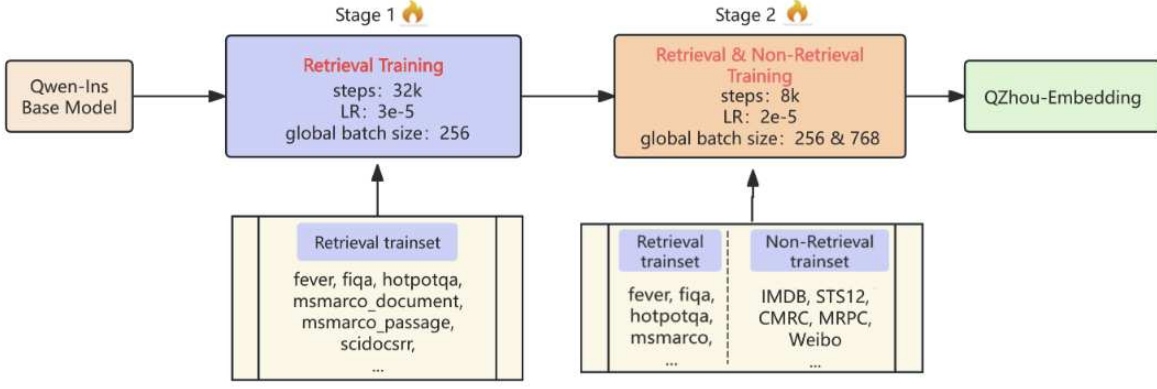 Stage 1
Stage 2
Qwen-Ins
Base Model
Retrieval Training
steps: 32k
LR: 3e-5
global batch size: 256
Retrieval & Non-Retrieval
Training
steps: 8k
LR: 2e-5
global batch size: 256 & 768
QZhou-Embedding
Retrieval trainset
fever, fiqa, hotpotqa,
msmarco_document,
msmarco_passage,
scidocsrr,
...
Retrieval
trainset
fever, fiqa,
hotpotqa,
msmarco,
...
Non-Retrieval
trainset
IMDB, STS12,
CMRC, MRPC,
Weibo
...